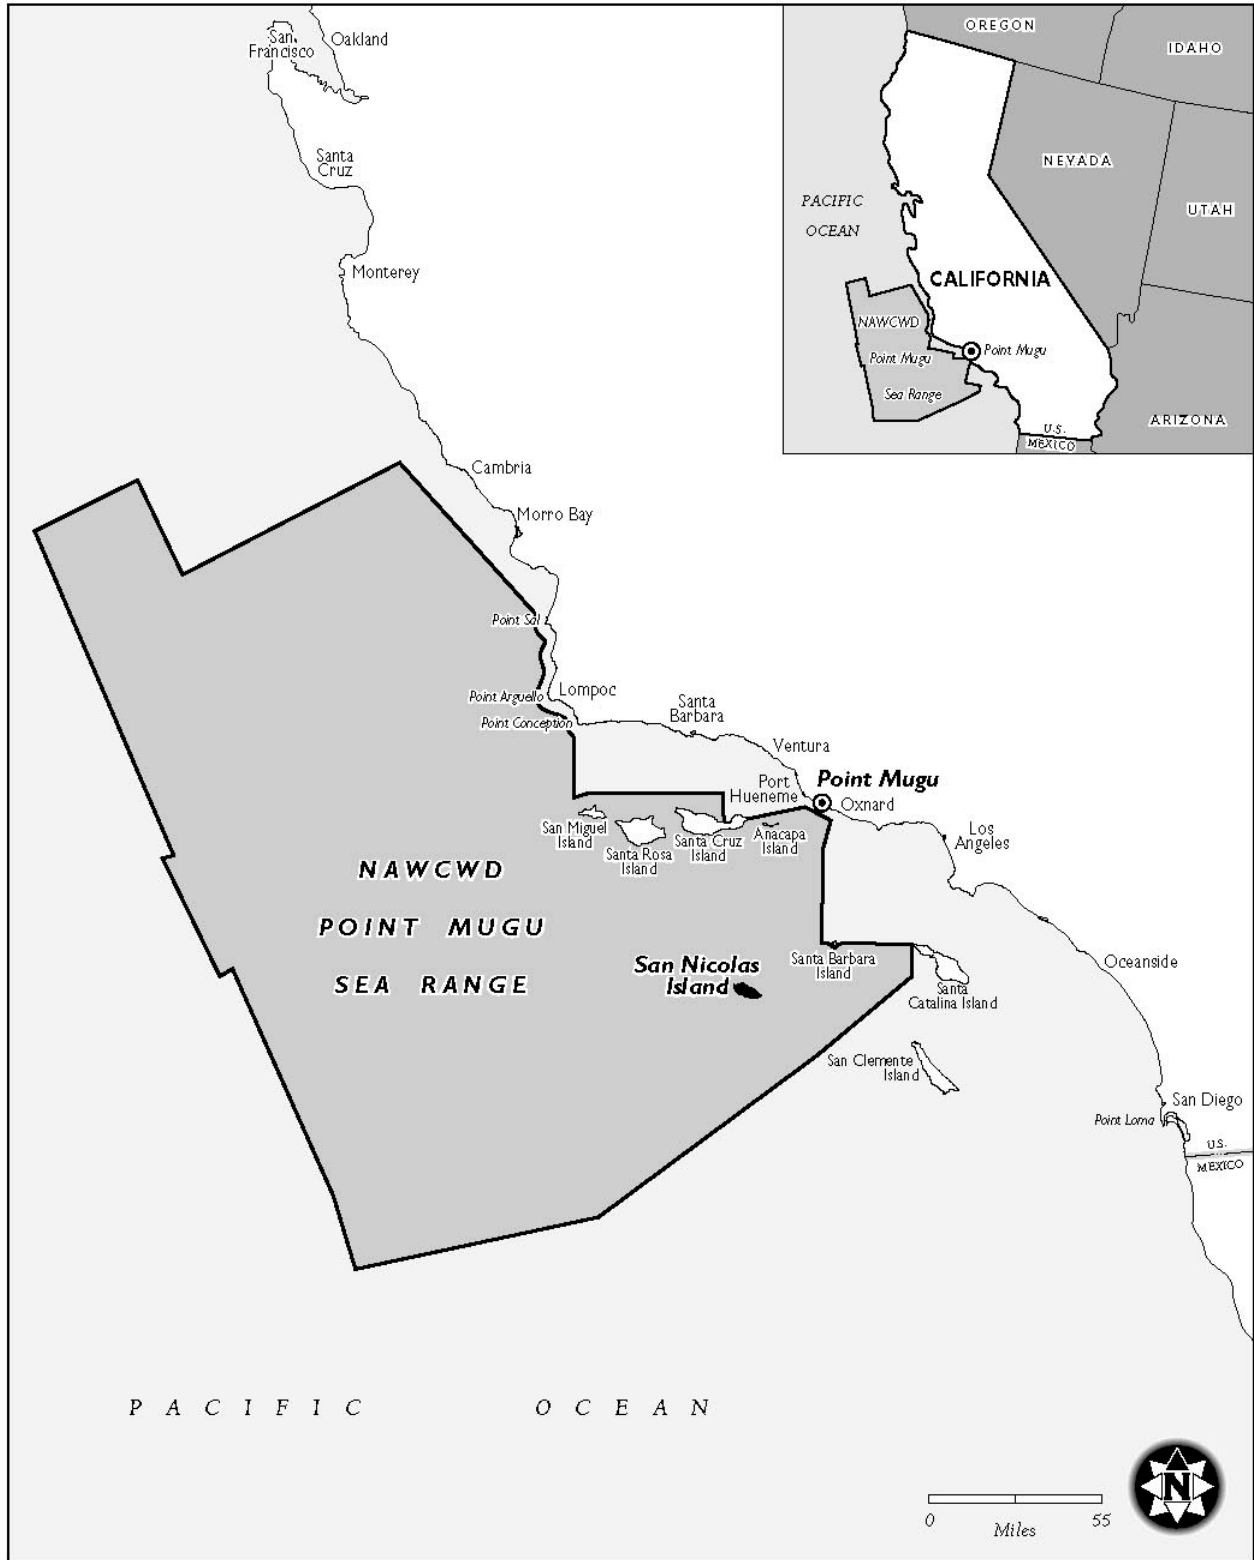 San
Francisco
Oakland
Santa
Cruz
Monterey
Cambria
Morro Bay
Point Sal
Point Arguello
Lompoc
Point Conception
Santa
Barbara
Ventura
Port
Hueneme
Point Mugu
Oxnard
Los
Angeles
San Miguel
Island
Santa Rosa
Island
Santa Cruz
Island
Anacapa
Island
NAWCWD
POINT MUGU
SEA RANGE
San Nicolas
Island
Santa Barbara
Island
Santa
Catalina Island
Oceanside
San Clemente
Island
San Diego
Point Loma
U.S.
MEXICO
PACIFIC OCEAN
0
55
Miles
N
OREGON
IDAHO
NEVADA
UTAH
PACIFIC
OCEAN
CALIFORNIA
NAWCWD
Point Mugu
Sea Range
Point Mugu
ARIZONA
U.S.
MEXICO